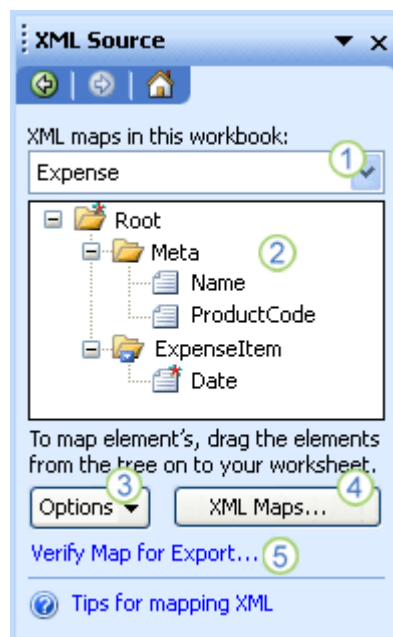 XML Source
XML maps in this workbook:
Expense
1
Root
Meta
2
Name
ProductCode
ExpenseItem
Date
To map element's, drag the elements
from the tree on to your worksheet.
3
4
Options XML Maps...
Verify Map for Export... 5
? Tips for mapping XML